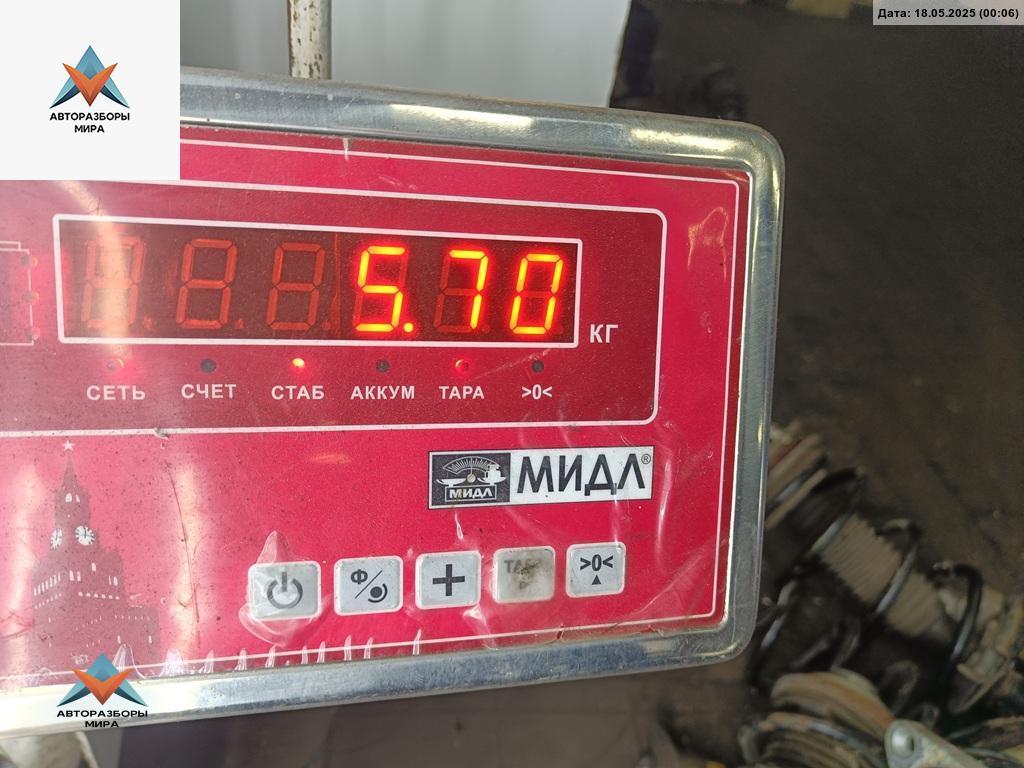 Дата: 18.05.2025 (00:06)
АВТОРАЗБОРЫ
МИРА
5.70
КГ
СЕТЬ СЧЕТ СТАБ АККУМ ТАРА >0<
МИДЛ МИДЛ®
Ф + >0<
АВТОРАЗБОРЫ
МИРА